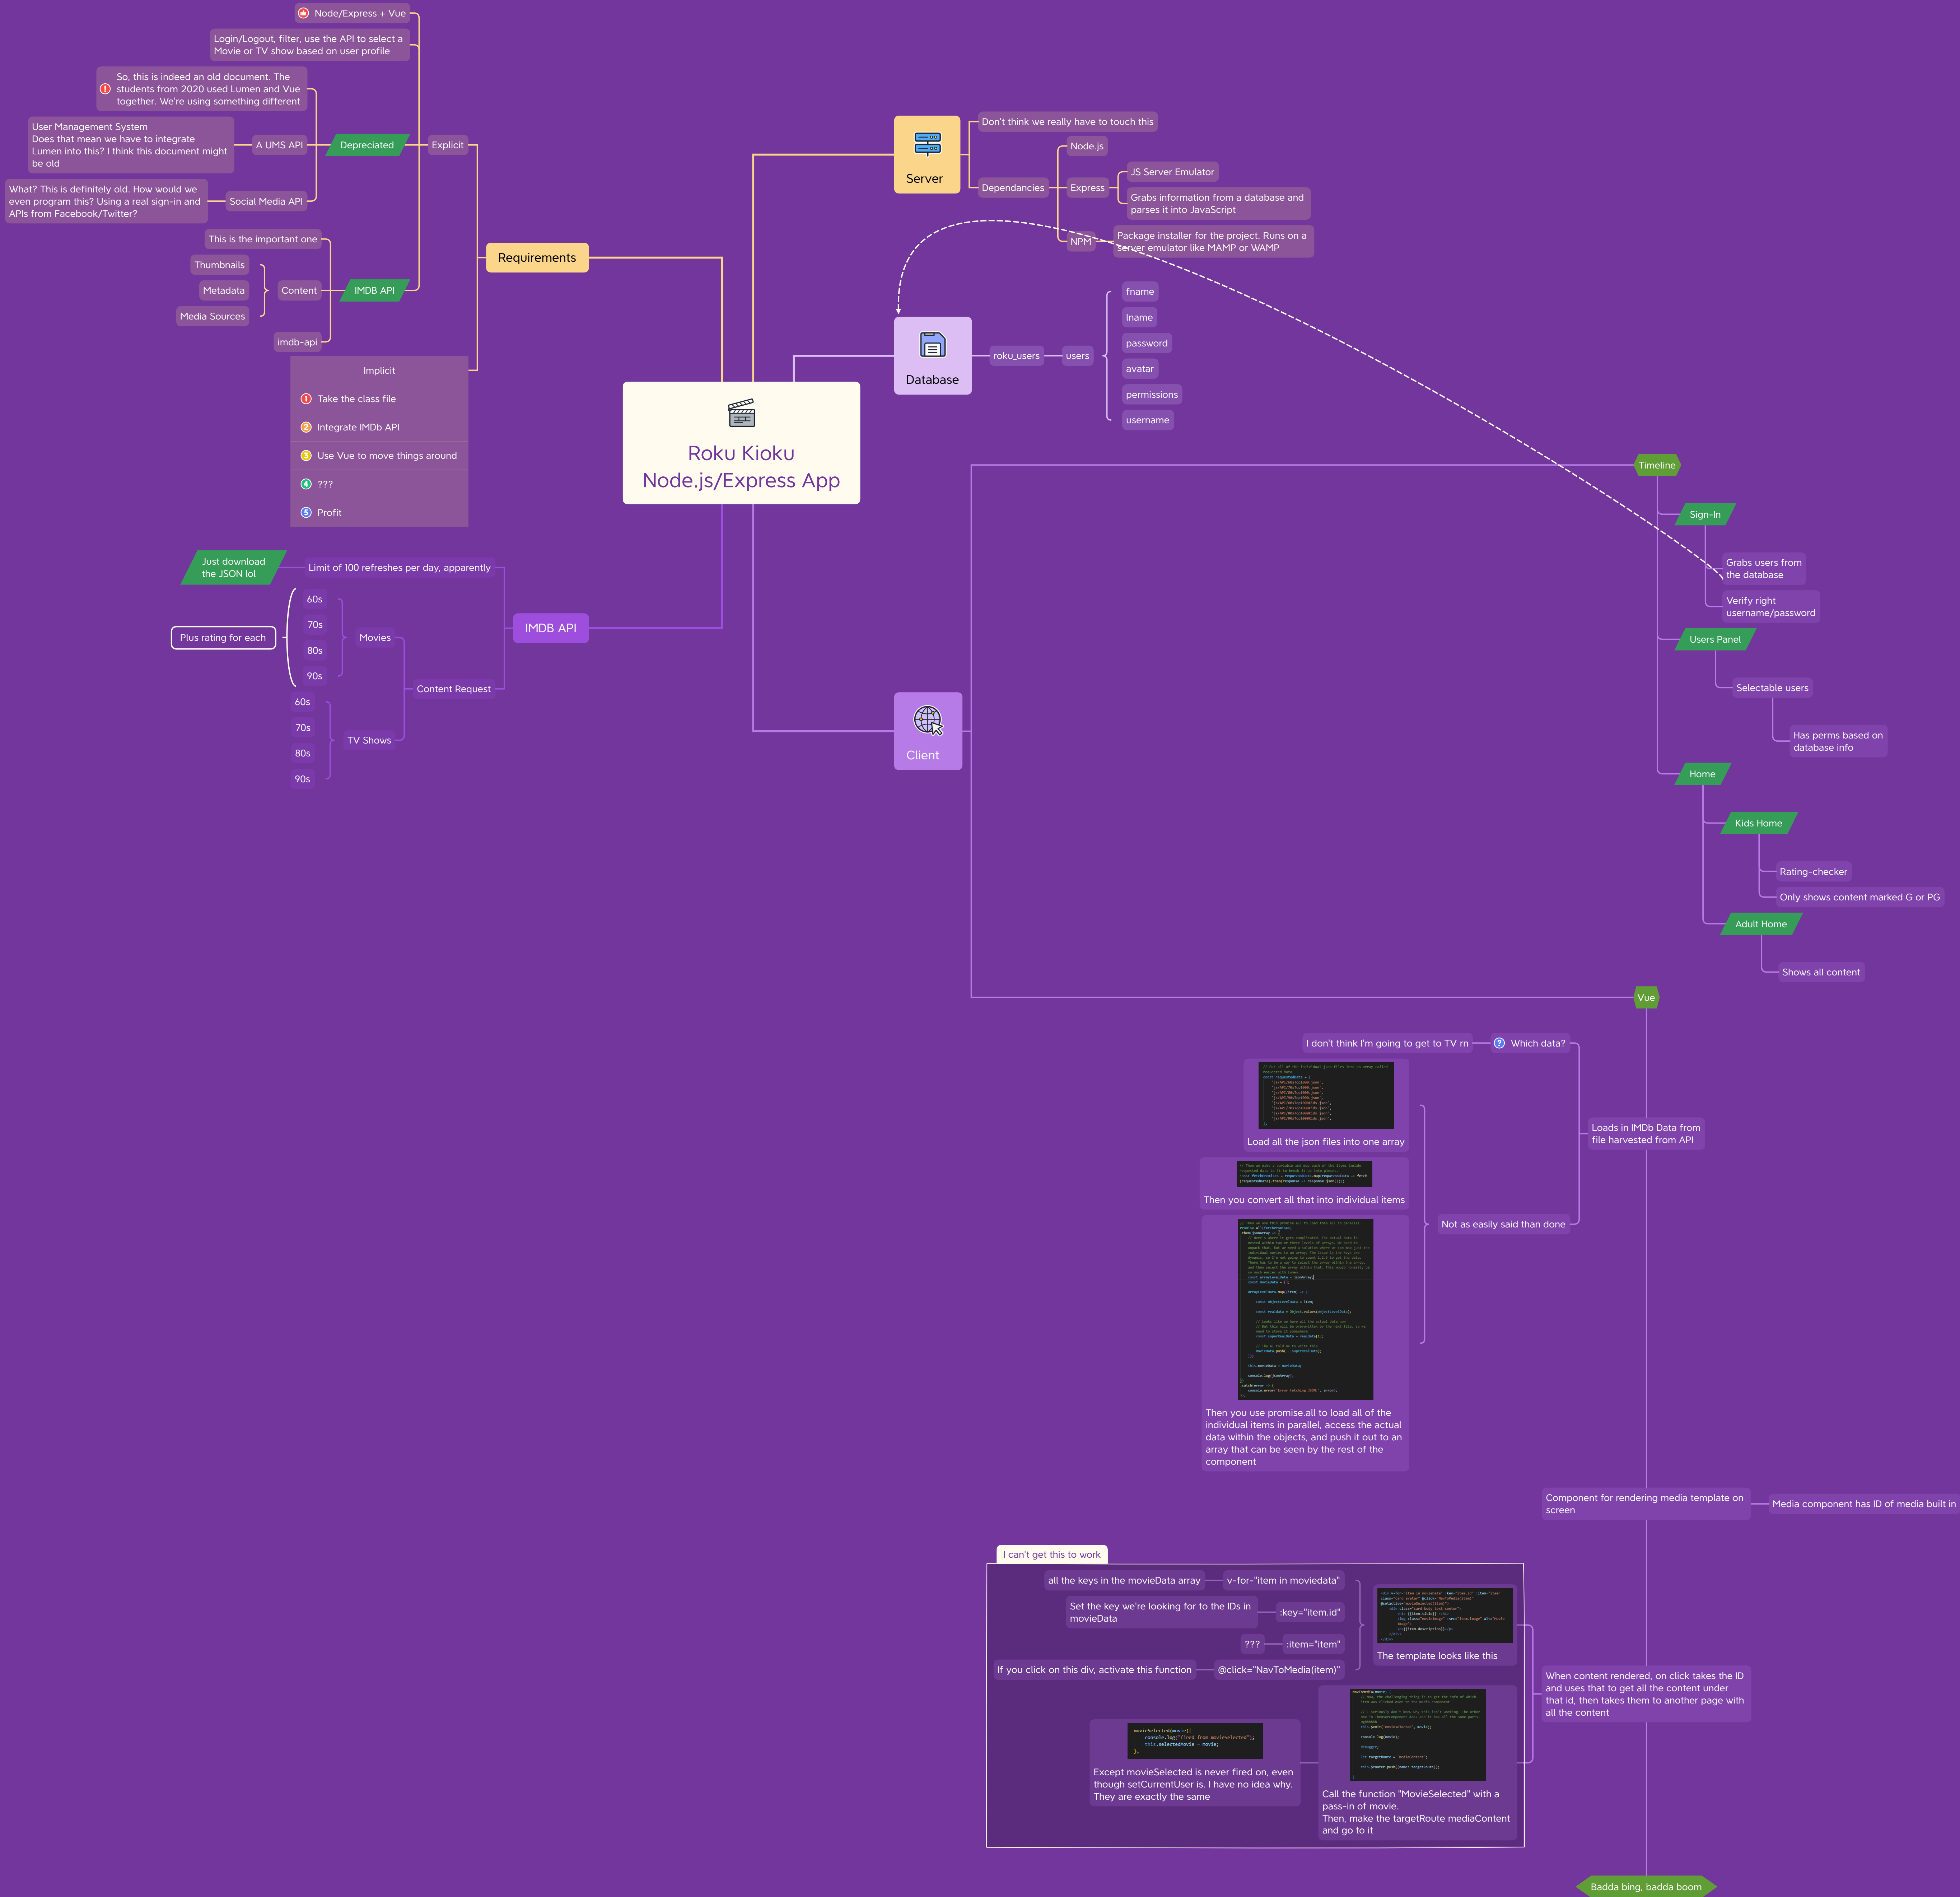 Node/Express + Vue
Login/Logout, filter, use the API to select a
Movie or TV show based on user profile
So, this is indeed an old document. The
students from 2020 used Lumen and Vue
together. We're using something different
User Management System
Does that mean we have to integrate
Lumen into this? I think this document might
be old
A UMS API
Depreciated
Explicit
What? This is definitely old. How would we
even program this? Using a real sign-in and
APIs from Facebook/Twitter?
Social Media API
This is the important one
Thumbnails
Metadata
Media Sources
Content
IMDB API
imdb-api
Requirements
Implicit
1 Take the class file
2 Integrate IMDb API
3 Use Vue to move things around
4 ???
5 Profit
Roku Kioku
Node.js/Express App
Server
Don't think we really have to touch this
Dependancies
Node.js
Express
JS Server Emulator
Grabs information from a database and
parses it into JavaScript
NPM
Package installer for the project. Runs on a
server emulator like MAMP or WAMP
Database
roku_users
users
fname
lname
password
avatar
permissions
username
Just download
the JSON lol
Limit of 100 refreshes per day, apparently
IMDB API
Plus rating for each
60s
70s
80s
90s
Movies
Content Request
60s
70s
80s
90s
TV Shows
Client
Timeline
Sign-In
Grabs users from
the database
Verify right
username/password
Users Panel
Selectable users
Has perms based on
database info
Home
Kids Home
Rating-checker
Only shows content marked G or PG
Adult Home
Shows all content
Vue
I don't think I'm going to get to TV rn
Which data?
Load all the json files into one array
Then you convert all that into individual items
Loads in IMDb Data from
file harvested from API
Not as easily said than done
Then you use promise.all to load all of the
individual items in parallel, access the actual
data within the objects, and push it out to an
array that can be seen by the rest of the
component
Component for rendering media template on
screen
Media component has ID of media built in
I can't get this to work
all the keys in the movieData array
v-for-"item in moviedata"
Set the key we're looking for to the IDs in
movieData
:key="item.id"
???
:item="item"
If you click on this div, activate this function
@click="NavToMedia(item)"
The template looks like this
When content rendered, on click takes the ID
and uses that to get all the content under
that id, then takes them to another page with
all the content
movieSelected(movie){
console.log("fired from movieSelected");
this.selectedMovie = movie;
},
Except movieSelected is never fired on, even
though setCurrentUser is. I have no idea why.
They are exactly the same
Call the function "MovieSelected" with a
pass-in of movie.
Then, make the targetRoute mediaContent
and go to it
Badda bing, badda boom